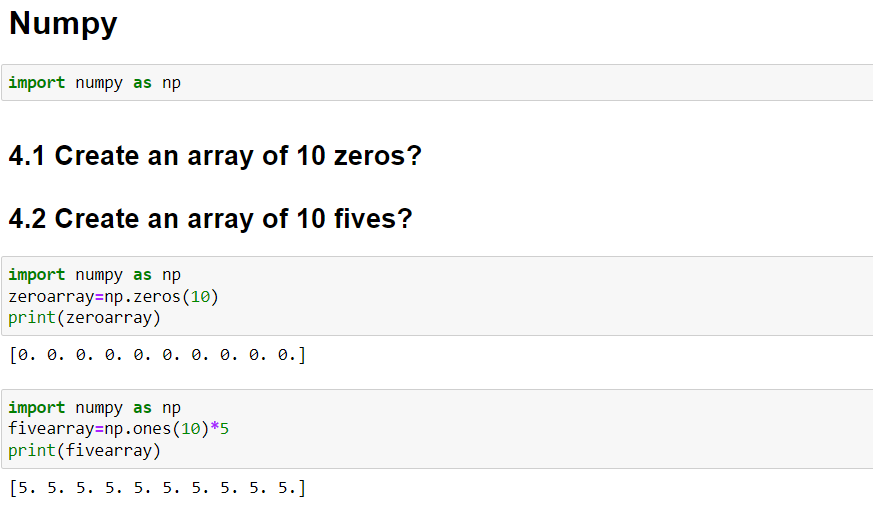 Numpy
import numpy as np
4.1 Create an array of 10 zeros?
4.2 Create an array of 10 fives?
import numpy as np
zeroarray=np.zeros(10)
print(zeroarray)
[0. 0. 0. 0. 0. 0. 0. 0. 0. 0.]
import numpy as np
fivearray=np.ones(10)*5
print(fivearray)
[5. 5. 5. 5. 5. 5. 5. 5. 5. 5.]